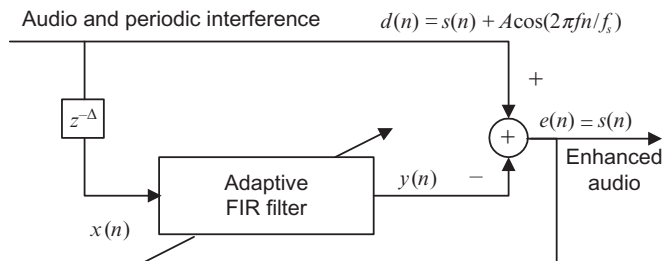 Audio and periodic interference
d(n) = s(n) + Acos(2πfn/f_s)
+
z^{-Δ}
+
e(n) = s(n)
Enhanced
audio
Adaptive
FIR filter
y(n)
−
x(n)